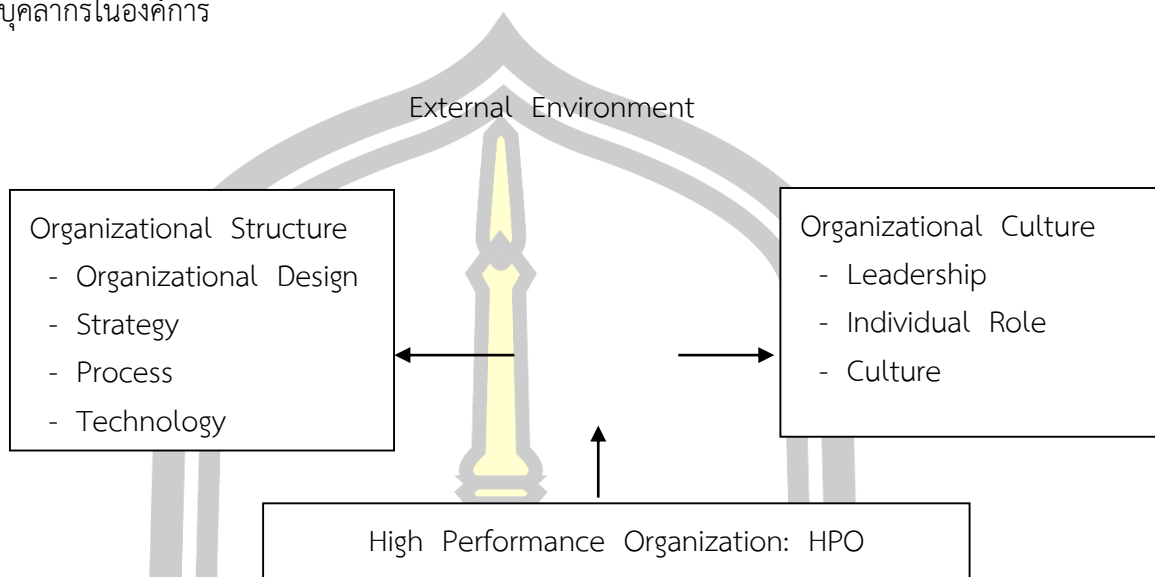 บุคลากรในองค์การ
External Environment
Organizational Structure
- Organizational Design
- Strategy
- Process
- Technology
Organizational Culture
- Leadership
- Individual Role
- Culture
High Performance Organization: HPO